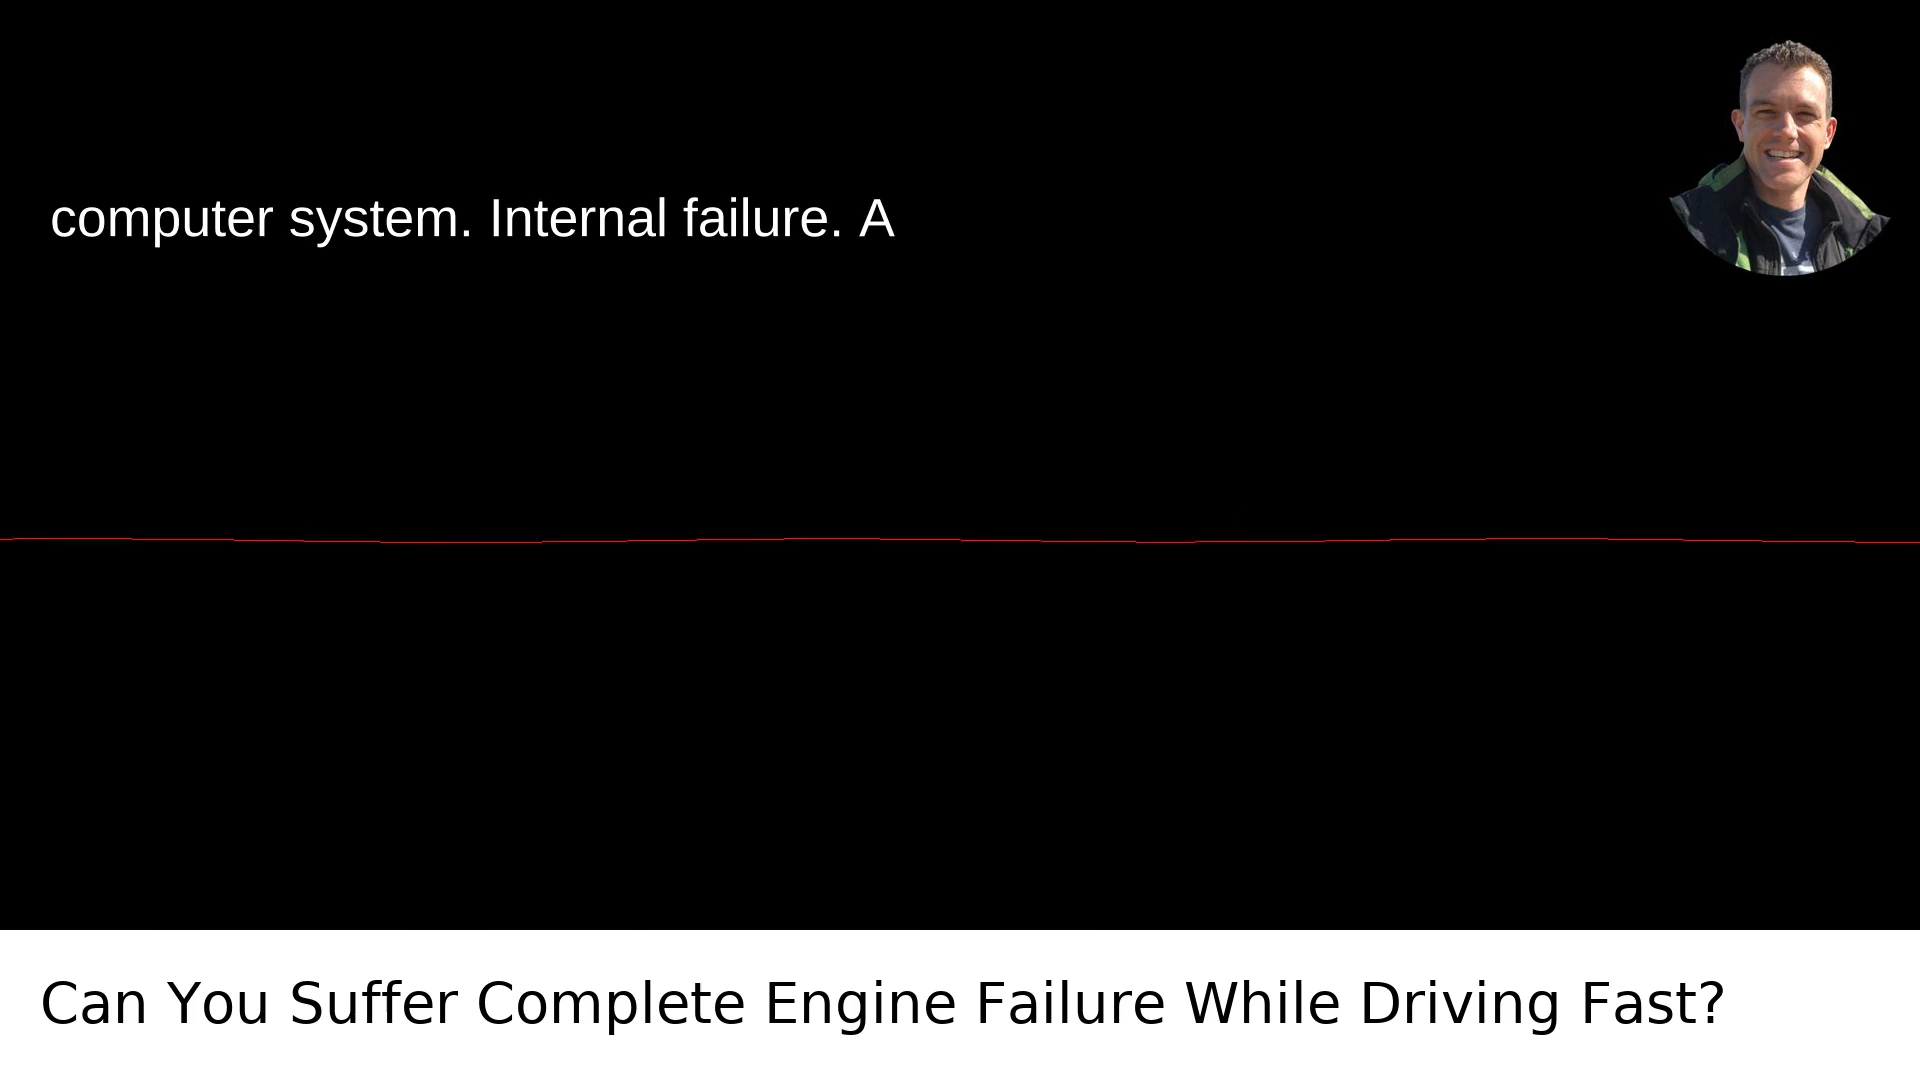 computer system. Internal failure. A
Can You Suffer Complete Engine Failure While Driving Fast?